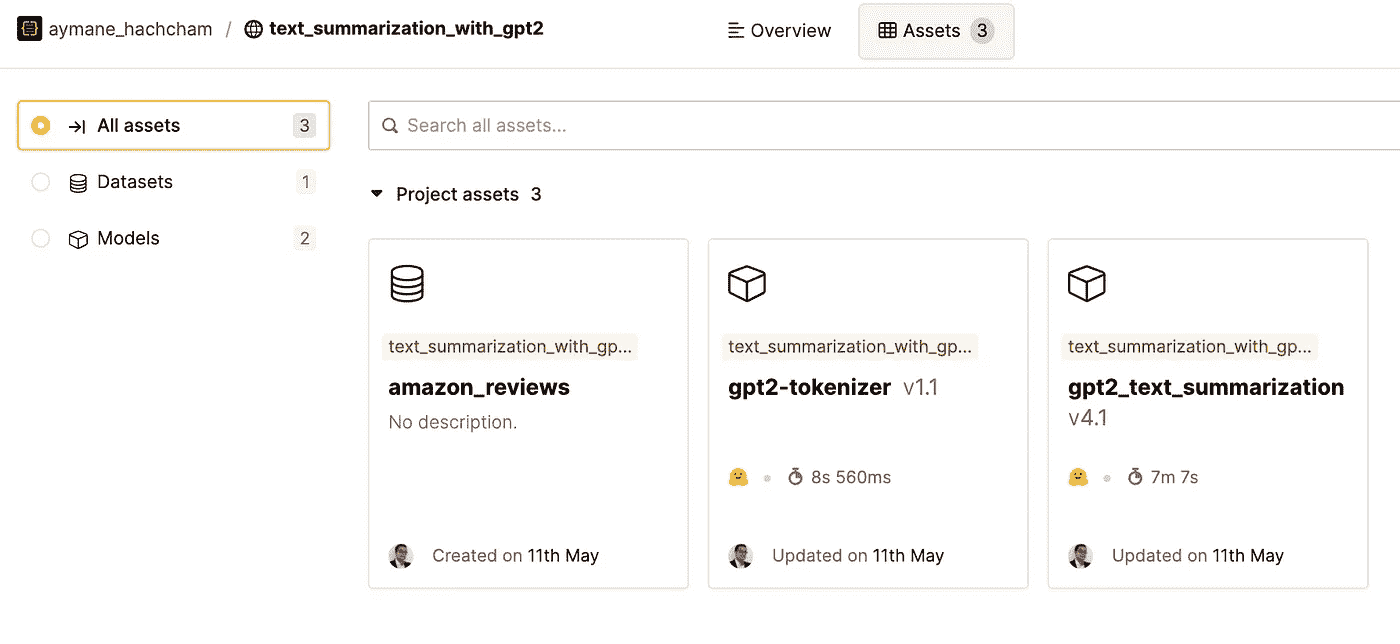 aymane_hachcham / text_summarization_with_gpt2
Overview
Assets 3
All assets 3
Datasets 1
Models 2
Search all assets...
Project assets 3
text_summarization_with_gp...
amazon_reviews
No description.
Created on 11th May
text_summarization_with_gp...
gpt2-tokenizer v1.1
8s 560ms
Updated on 11th May
text_summarization_with_gp...
gpt2_text_summarization
v4.1
7m 7s
Updated on 11th May